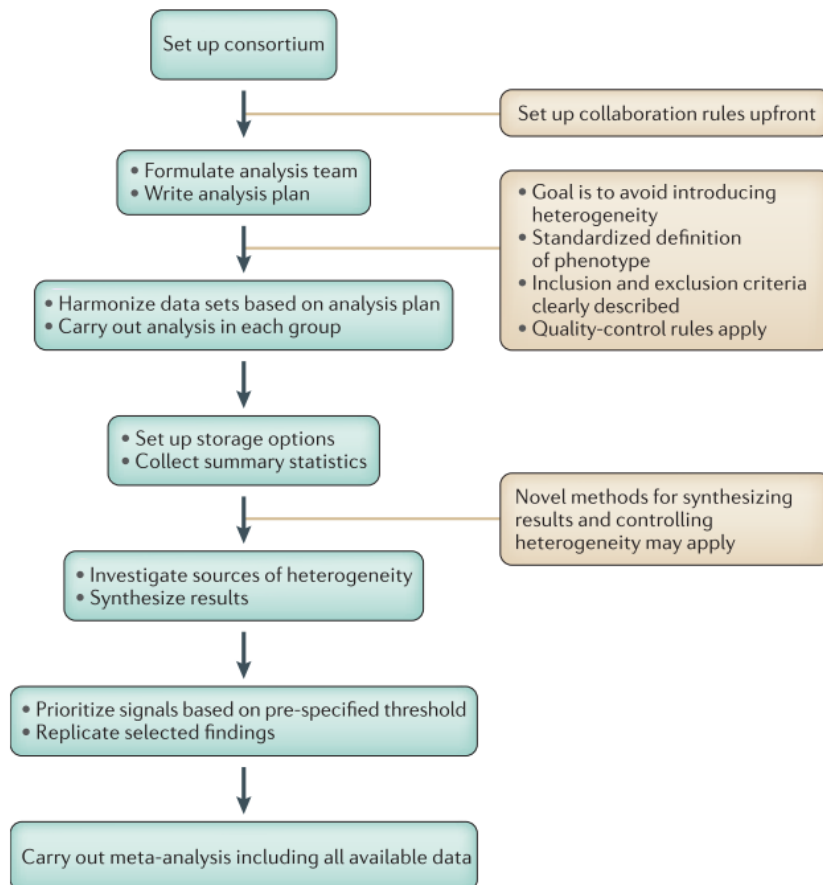 Set up consortium
Set up collaboration rules upfront
• Formulate analysis team
• Write analysis plan
• Goal is to avoid introducing
heterogeneity
• Standardized definition
of phenotype
• Inclusion and exclusion criteria
clearly described
• Quality-control rules apply
• Harmonize data sets based on analysis plan
• Carry out analysis in each group
• Set up storage options
• Collect summary statistics
Novel methods for synthesizing
results and controlling
heterogeneity may apply
• Investigate sources of heterogeneity
• Synthesize results
• Prioritize signals based on pre-specified threshold
• Replicate selected findings
Carry out meta-analysis including all available data